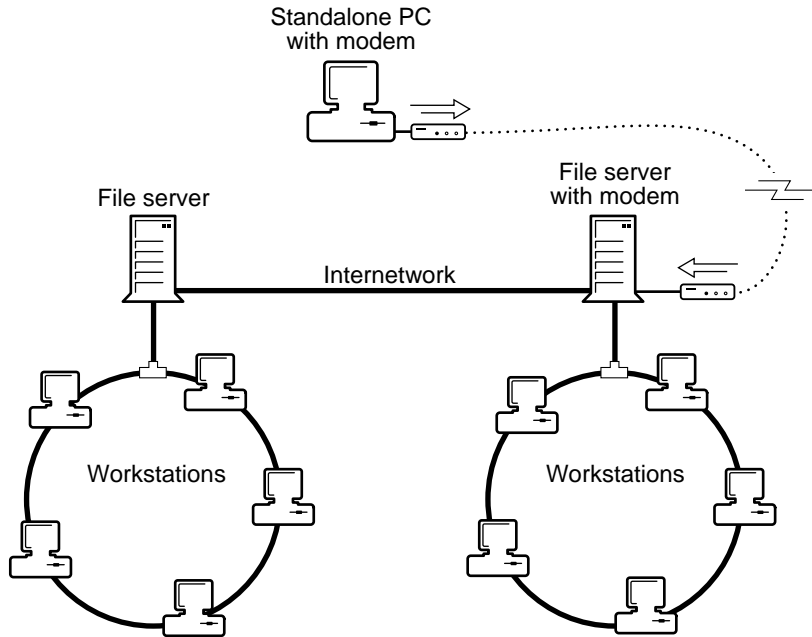 Standalone PC
with modem
File server
File server
with modem
Internetwork
Workstations
Workstations